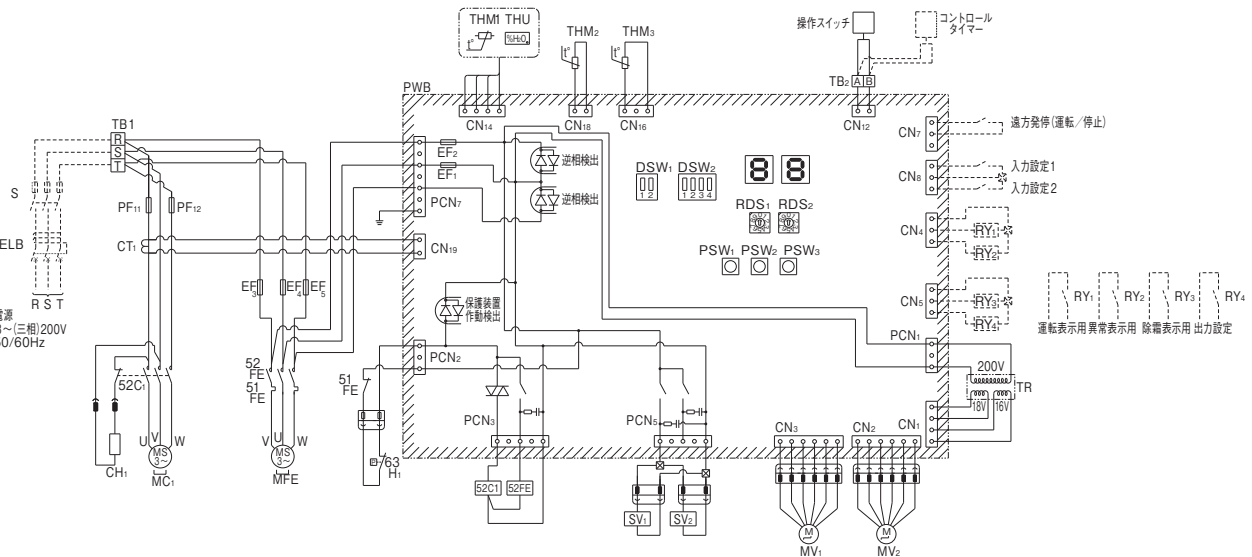 THM1 THU
t°
%H₂O
THM₂
t°
THM₃
t°
操作スイッチ
コントロール
タイマー
TB₂ A B
PWB
CN₁₄
CN₁₈
CN₁₆
CN₁₂
TB1
R
S
T
S
PF₁₁
PF₁₂
ELB
CT₁
R S T
電源
~(三相)200V
50/60Hz
EF₃
EF₄
EF₅
EF₂
EF₁
逆相検出
逆相検出
PCN₇
CN₁₉
保護装置
作動検出
PCN₂
DSW₁
1 2
DSW₂
1 2 3 4
8 8
RDS₁ RDS₂
PSW₁ PSW₂ PSW₃
CN₇
遠方発停(運転/停止)
CN₈
入力設定1
入力設定2
CN₄
RY₁
RY₂
CN₅
RY₃
RY₄
RY₁
RY₂
RY₃
RY₄
運転表示用 異常表示用 除霜表示用 出力設定
PCN₁
200V
TR
18V 16V
CN₁
52C₁
U V W
MS
3~
CH₁
MC₁
52
FE
51
FE
V U W
MS
3~
MFE
51
FE
P
63
H₁
PCN₃
52C1 52FE
PCN₅
SV₁ SV₂
CN₃
CN₂
M
MV₁
M
MV₂